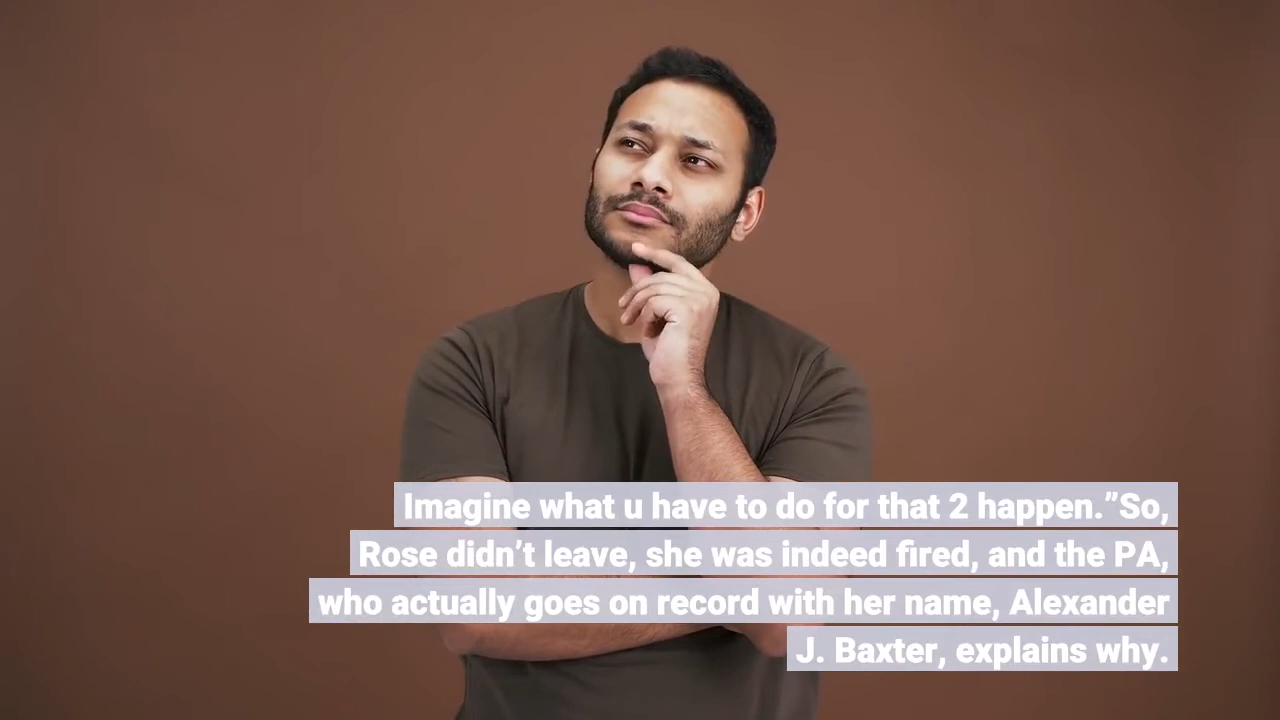 Imagine what u have to do for that 2 happen.”So,
Rose didn’t leave, she was indeed fired, and the PA,
who actually goes on record with her name, Alexander
J. Baxter, explains why.